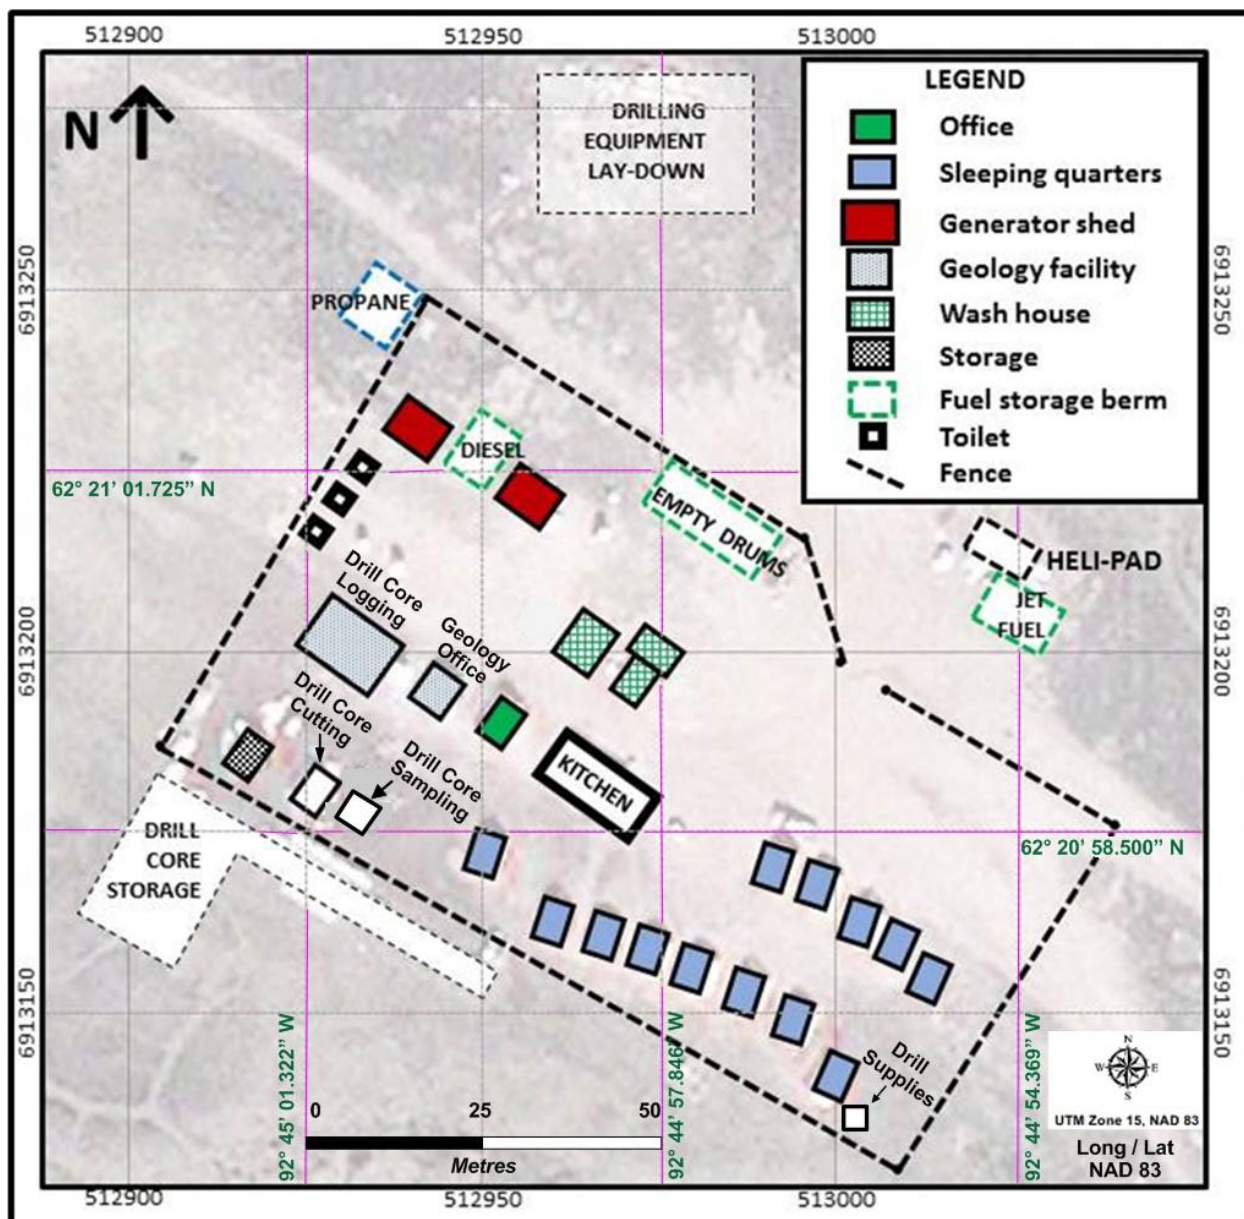 512900
512950
513000
N
DRILLING
EQUIPMENT
LAY-DOWN
LEGEND
Office
Sleeping quarters
Generator shed
Geology facility
Wash house
Storage
Fuel storage berm
Toilet
Fence
6913250
6913250
PROPANE
DIESEL
62° 21' 01.725" N
EMPTY DRUMS
HELI-PAD
JET
FUEL
Drill Core
Logging
Geology
Office
6913200
6913200
Drill Core
Cutting
Drill Core
Sampling
KITCHEN
DRILL
CORE
STORAGE
62° 20' 58.500" N
6913150
6913150
92° 45' 01.322" W
92° 44' 57.846" W
92° 44' 54.369" W
Drill
Supplies
0
25
50
Metres
N
W
E
S
UTM Zone 15, NAD 83
Long / Lat
NAD 83
512900
512950
513000